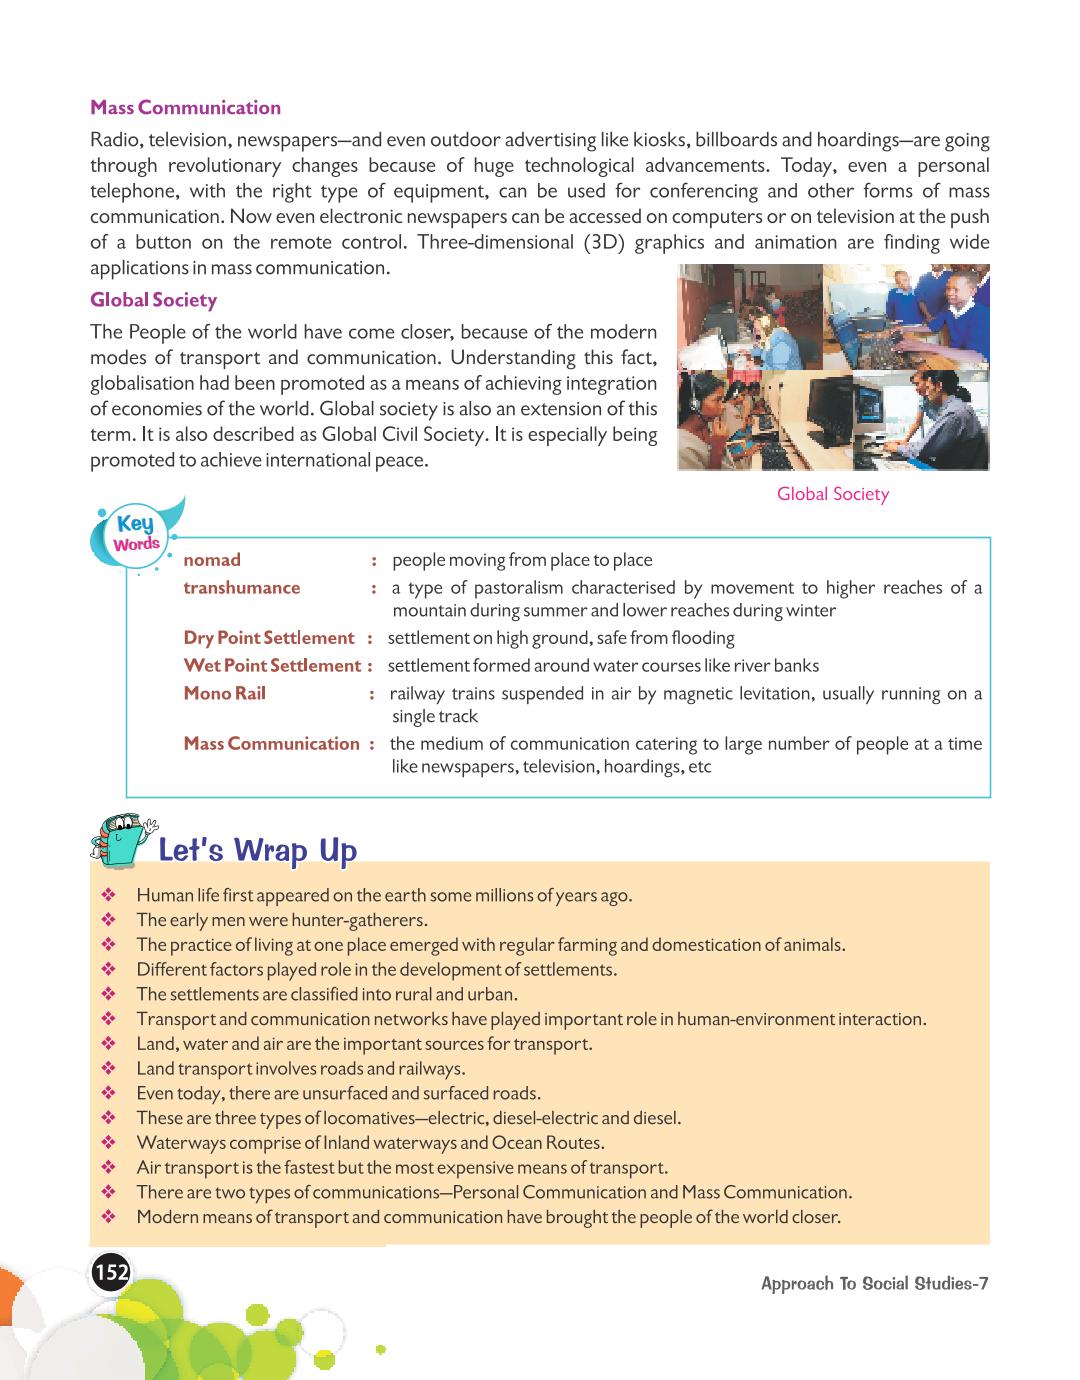 Mass Communication
Radio, television, newspapers—and even outdoor advertising like kiosks, billboards and hoardings—are going
through revolutionary changes because of huge technological advancements. Today, even a personal
telephone, with the right type of equipment, can be used for conferencing and other forms of mass
communication. Now even electronic newspapers can be accessed on computers or on television at the push
of a button on the remote control. Three-dimensional (3D) graphics and animation are finding wide
applications in mass communication.
Global Society
The People of the world have come closer, because of the modern
modes of transport and communication. Understanding this fact,
globalisation had been promoted as a means of achieving integration
of economies of the world. Global society is also an extension of this
term. It is also described as Global Civil Society. It is especially being
promoted to achieve international peace.
Global Society
Key
Words
nomad : people moving from place to place
transhumance : a type of pastoralism characterised by movement to higher reaches of a
mountain during summer and lower reaches during winter
Dry Point Settlement : settlement on high ground, safe from flooding
Wet Point Settlement : settlement formed around water courses like river banks
Mono Rail : railway trains suspended in air by magnetic levitation, usually running on a
single track
Mass Communication : the medium of communication catering to large number of people at a time
like newspapers, television, hoardings, etc
Let's Wrap Up
❖ Human life first appeared on the earth some millions of years ago.
❖ The early men were hunter-gatherers.
❖ The practice of living at one place emerged with regular farming and domestication of animals.
❖ Different factors played role in the development of settlements.
❖ The settlements are classified into rural and urban.
❖ Transport and communication networks have played important role in human-environment interaction.
❖ Land, water and air are the important sources for transport.
❖ Land transport involves roads and railways.
❖ Even today, there are unsurfaced and surfaced roads.
❖ These are three types of locomatives—electric, diesel-electric and diesel.
❖ Waterways comprise of Inland waterways and Ocean Routes.
❖ Air transport is the fastest but the most expensive means of transport.
❖ There are two types of communications—Personal Communication and Mass Communication.
❖ Modern means of transport and communication have brought the people of the world closer.
152
Approach To Social Studies-7